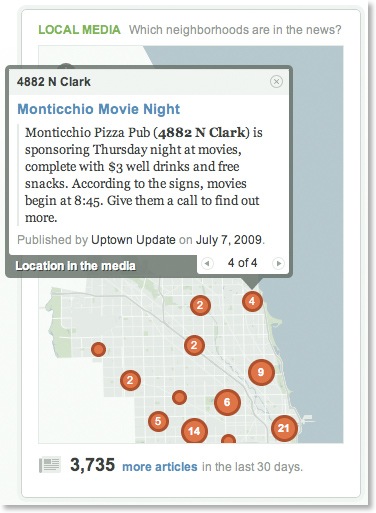 LOCAL MEDIA Which neighborhoods are in the news?
4882 N Clark
Monticchio Movie Night
Monticchio Pizza Pub (4882 N Clark) is
sponsoring Thursday night at movies,
complete with $3 well drinks and free
snacks. According to the signs, movies
begin at 8:45. Give them a call to find out
more.
Published by Uptown Update on July 7, 2009.
Location in the media
4 of 4
2
4
2
2
9
6
5
14
21
3,735 more articles in the last 30 days.